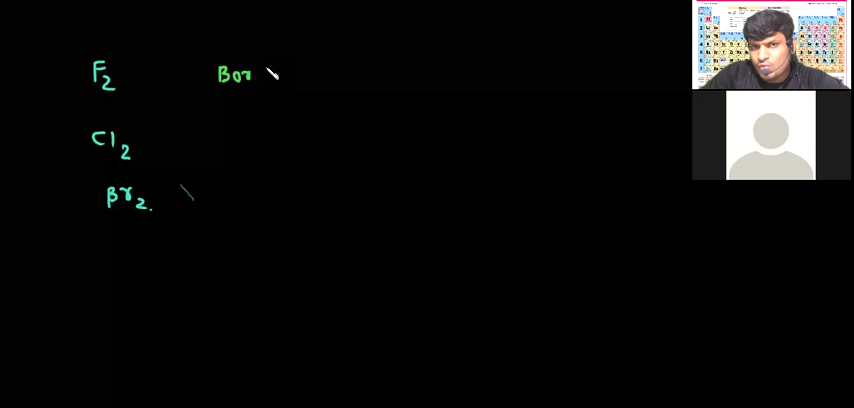 F₂ Bor
Cl₂
Br₂.